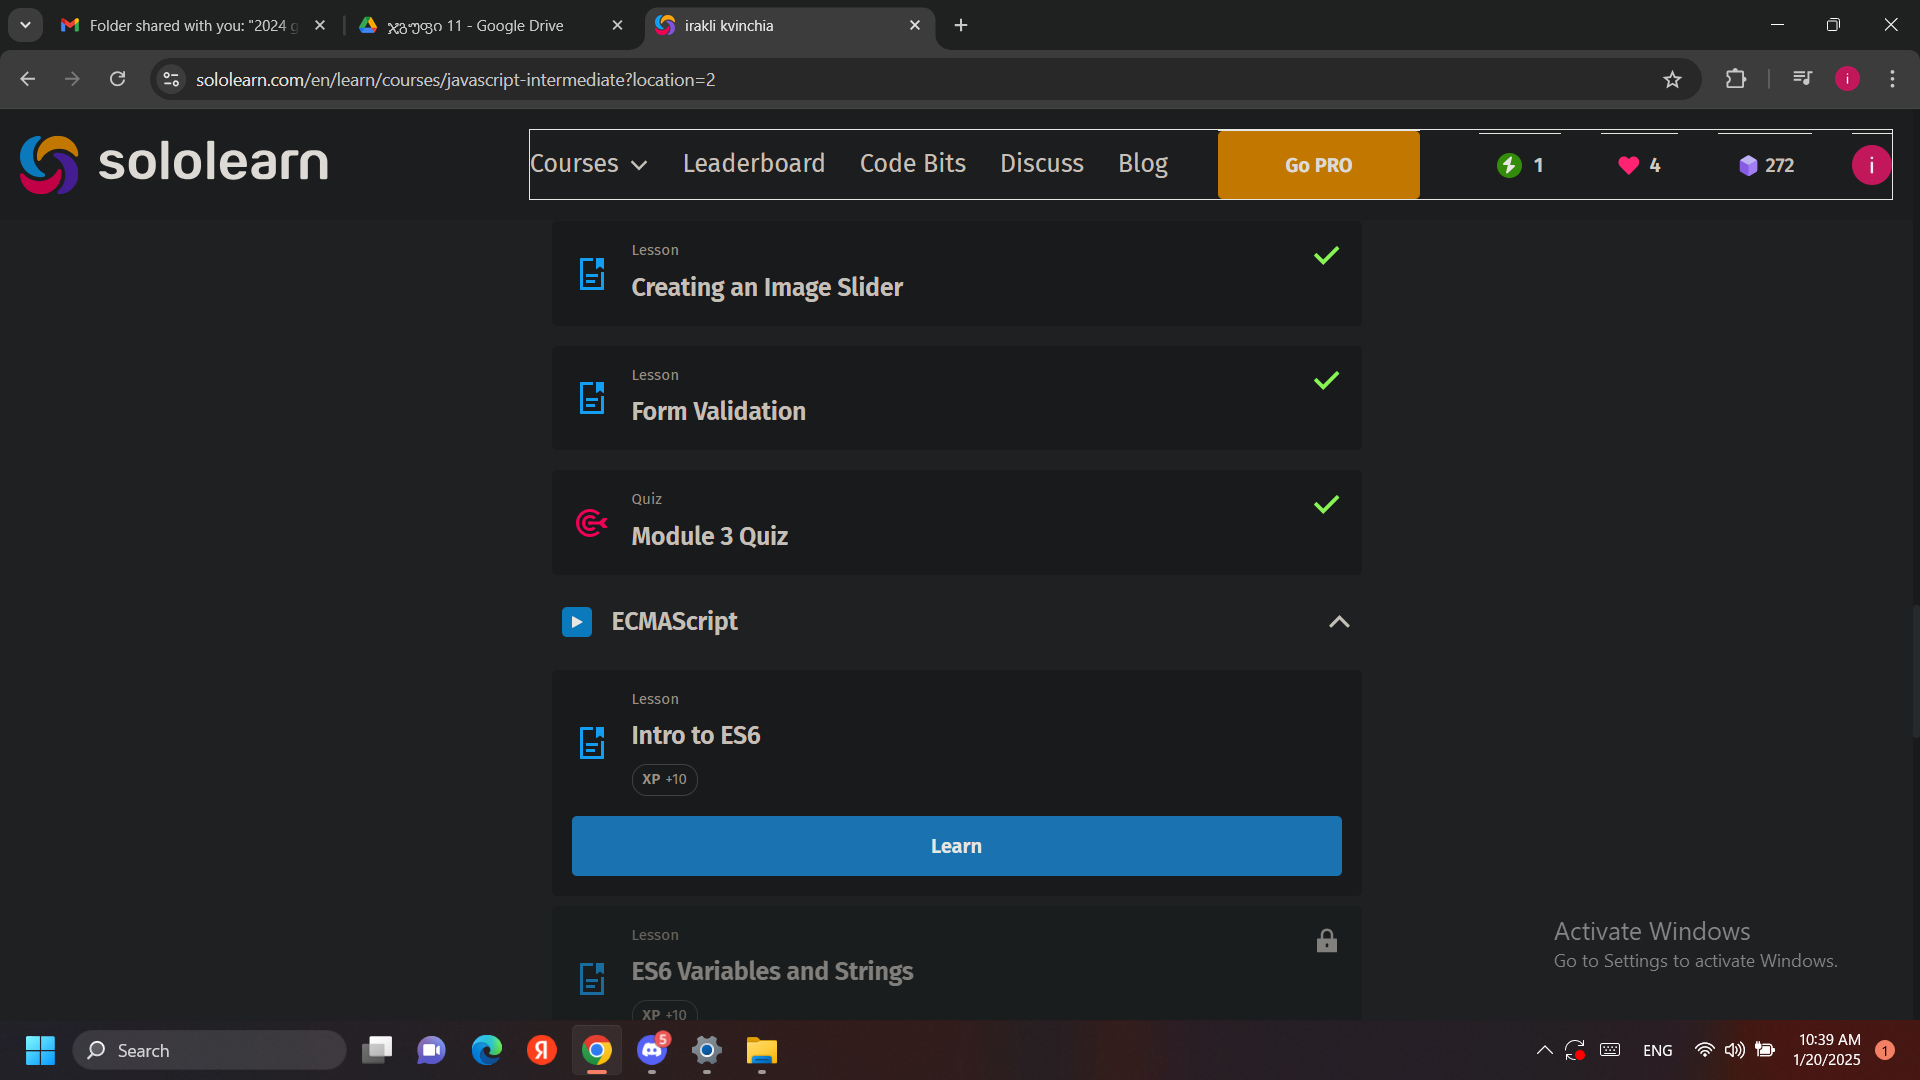 Folder shared with you: "2024 g
ჯგუფი 11 - Google Drive
irakli kvinchia
sololearn.com/en/learn/courses/javascript-intermediate?location=2
i
sololearn
Courses
Leaderboard
Code Bits
Discuss
Blog
Go PRO
1
4
272
i
Lesson
Creating an Image Slider
Lesson
Form Validation
Quiz
Module 3 Quiz
ECMAScript
Lesson
Intro to ES6
XP +10
Learn
Lesson
ES6 Variables and Strings
XP +10
Activate Windows
Go to Settings to activate Windows.
Search
Я
5
ENG
10:39 AM
1/20/2025
1